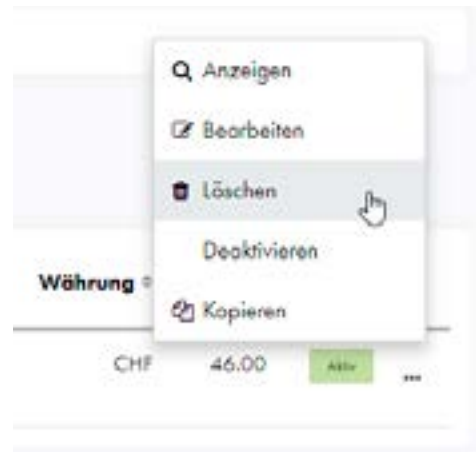 Anzeigen
Bearbeiten
Löschen
Deaktivieren
Währung
Kopieren
CHF 46.00 Aktiv ...